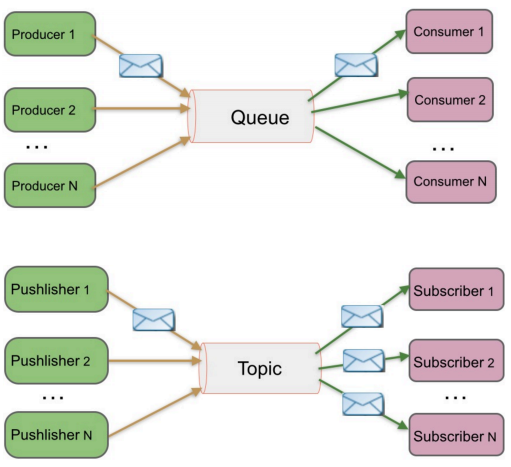 Producer 1
Consumer 1
Producer 2
Queue
Consumer 2
...
...
Producer N
Consumer N
Pushlisher 1
Subscriber 1
Pushlisher 2
Topic
Subscriber 2
...
...
Pushlisher N
Subscriber N